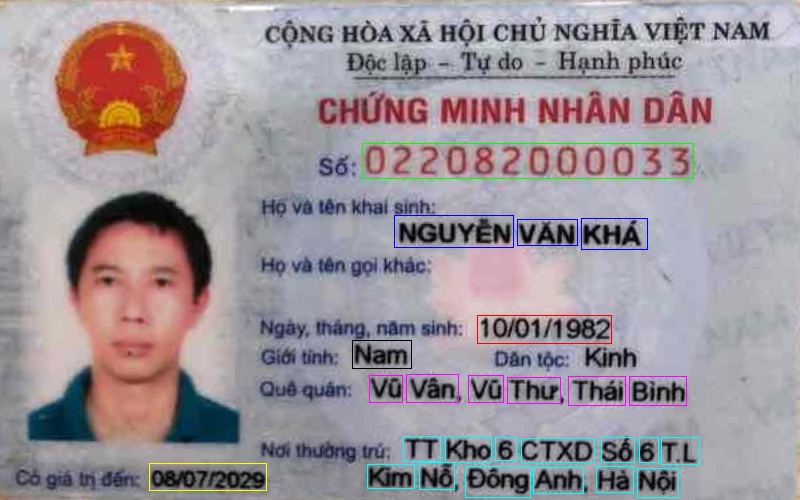 CỘNG HÒA XÃ HỘI CHỦ NGHĨA VIỆT NAM
Độc lập - Tự do - Hạnh phúc
CHỨNG MINH NHÂN DÂN
Số: 022082000033
Họ và tên khai sinh:
NGUYỄN VĂN KHÁ
Họ và tên gọi khác:
Ngày, tháng, năm sinh: 10/01/1982
Giới tính: Nam Dân tộc: Kinh
Quê quán: Vũ Vân, Vũ Thư, Thái Bình
Nơi thường trú: TT Kho 6 CTXD Số 6 T.L
Có giá trị đến: 08/07/2029 Kim Nỗ, Đông Anh, Hà Nội